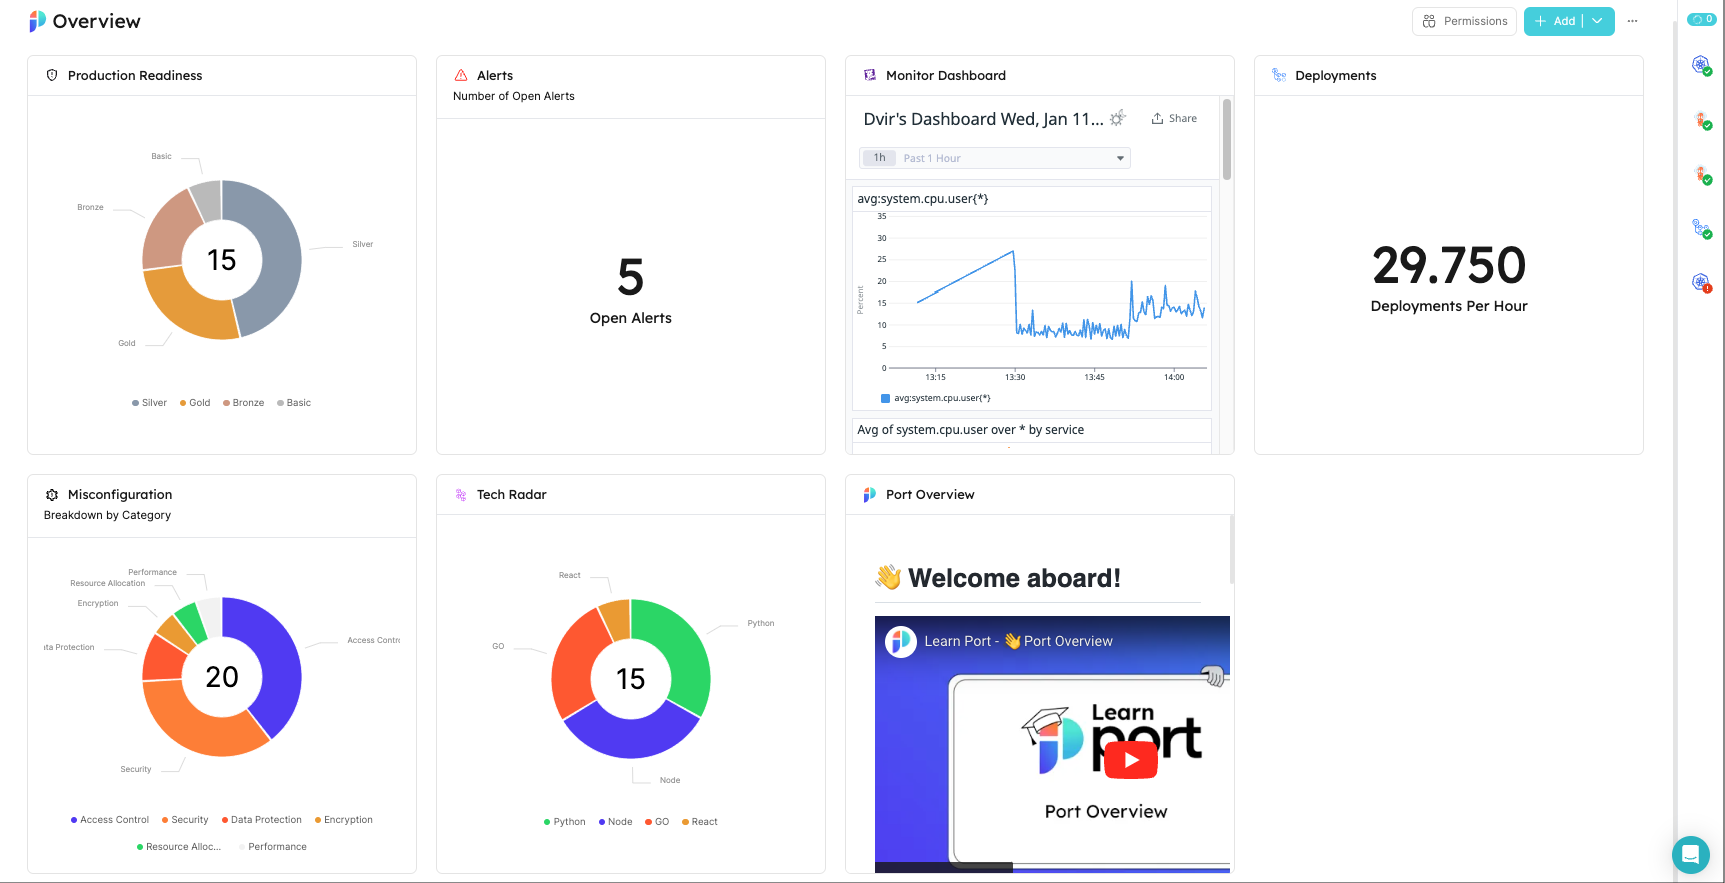 Overview
Permissions
Add
0
Production Readiness
Basic
Bronze
Silver
15
Gold
Silver Gold Bronze Basic
Alerts
Number of Open Alerts
5
Open Alerts
Monitor Dashboard
Dvir's Dashboard Wed, Jan 11...
Share
1h Past 1 Hour
avg:system.cpu.user{*}
35
30
25
20
15
10
5
0
Percent
13:15 13:30 13:45 14:00
avg:system.cpu.user{*}
Avg of system.cpu.user over * by service
Deployments
29.750
Deployments Per Hour
Misconfiguration
Breakdown by Category
Performance
Resource Allocation
Encryption
Access Contr
ta Protection
20
Security
Access Control Security Data Protection Encryption
Resource Alloc... Performance
Tech Radar
React
Python
GO
15
Node
Python Node GO React
Port Overview
👋 Welcome aboard!
Learn Port - 👋 Port Overview
Learn
port
Port Overview